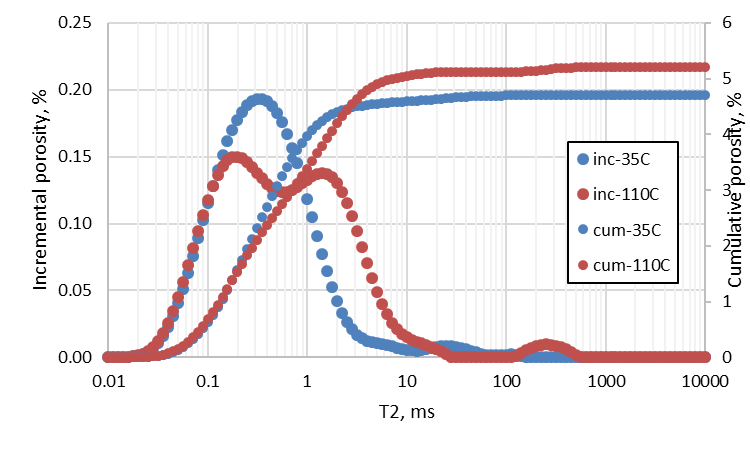 0.25
0.20
0.15
0.10
0.05
0.00
Incremental porosity, %
6
5
4
3
2
1
0
Cumulative porosity, %
inc-35C
inc-110C
cum-35C
cum-110C
0.01 0.1 1 10 100 1000 10000
T2, ms